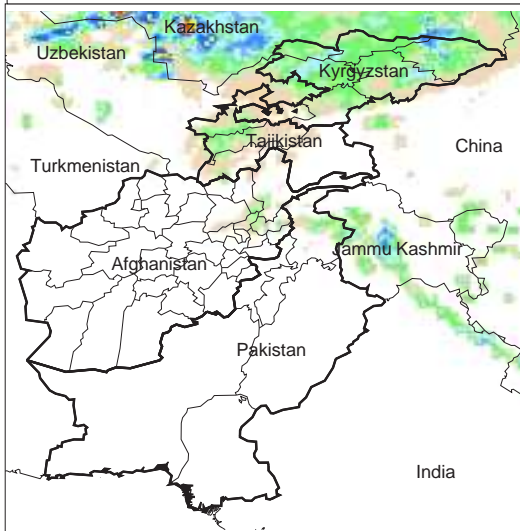 Kazakhstan
Uzbekistan
Kyrgyzstan
Tajikistan
China
Turkmenistan
Jammu Kashmir
Afghanistan
Pakistan
India